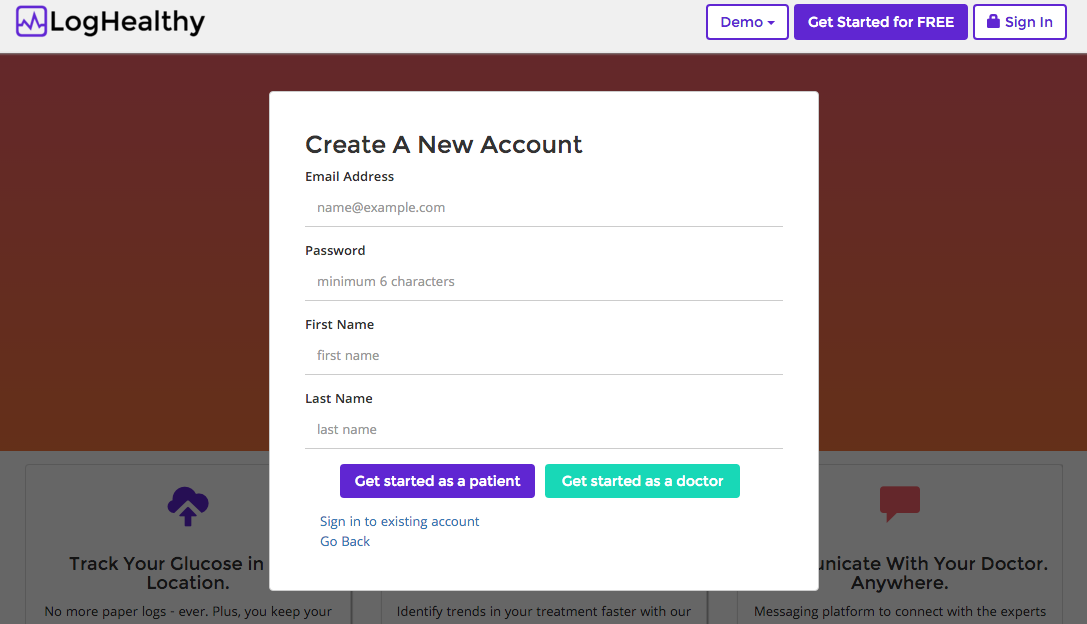 LogHealthy
Demo
Get Started for FREE
Sign In
Create A New Account
Email Address
name@example.com
Password
minimum 6 characters
First Name
first name
Last Name
last name
Get started as a patient
Get started as a doctor
Sign in to existing account
Go Back
Track Your Glucose in
Location.
No more paper logs - ever. Plus, you keep your
Identify trends in your treatment faster with our
unicate With Your Doctor.
Anywhere.
Messaging platform to connect with the experts